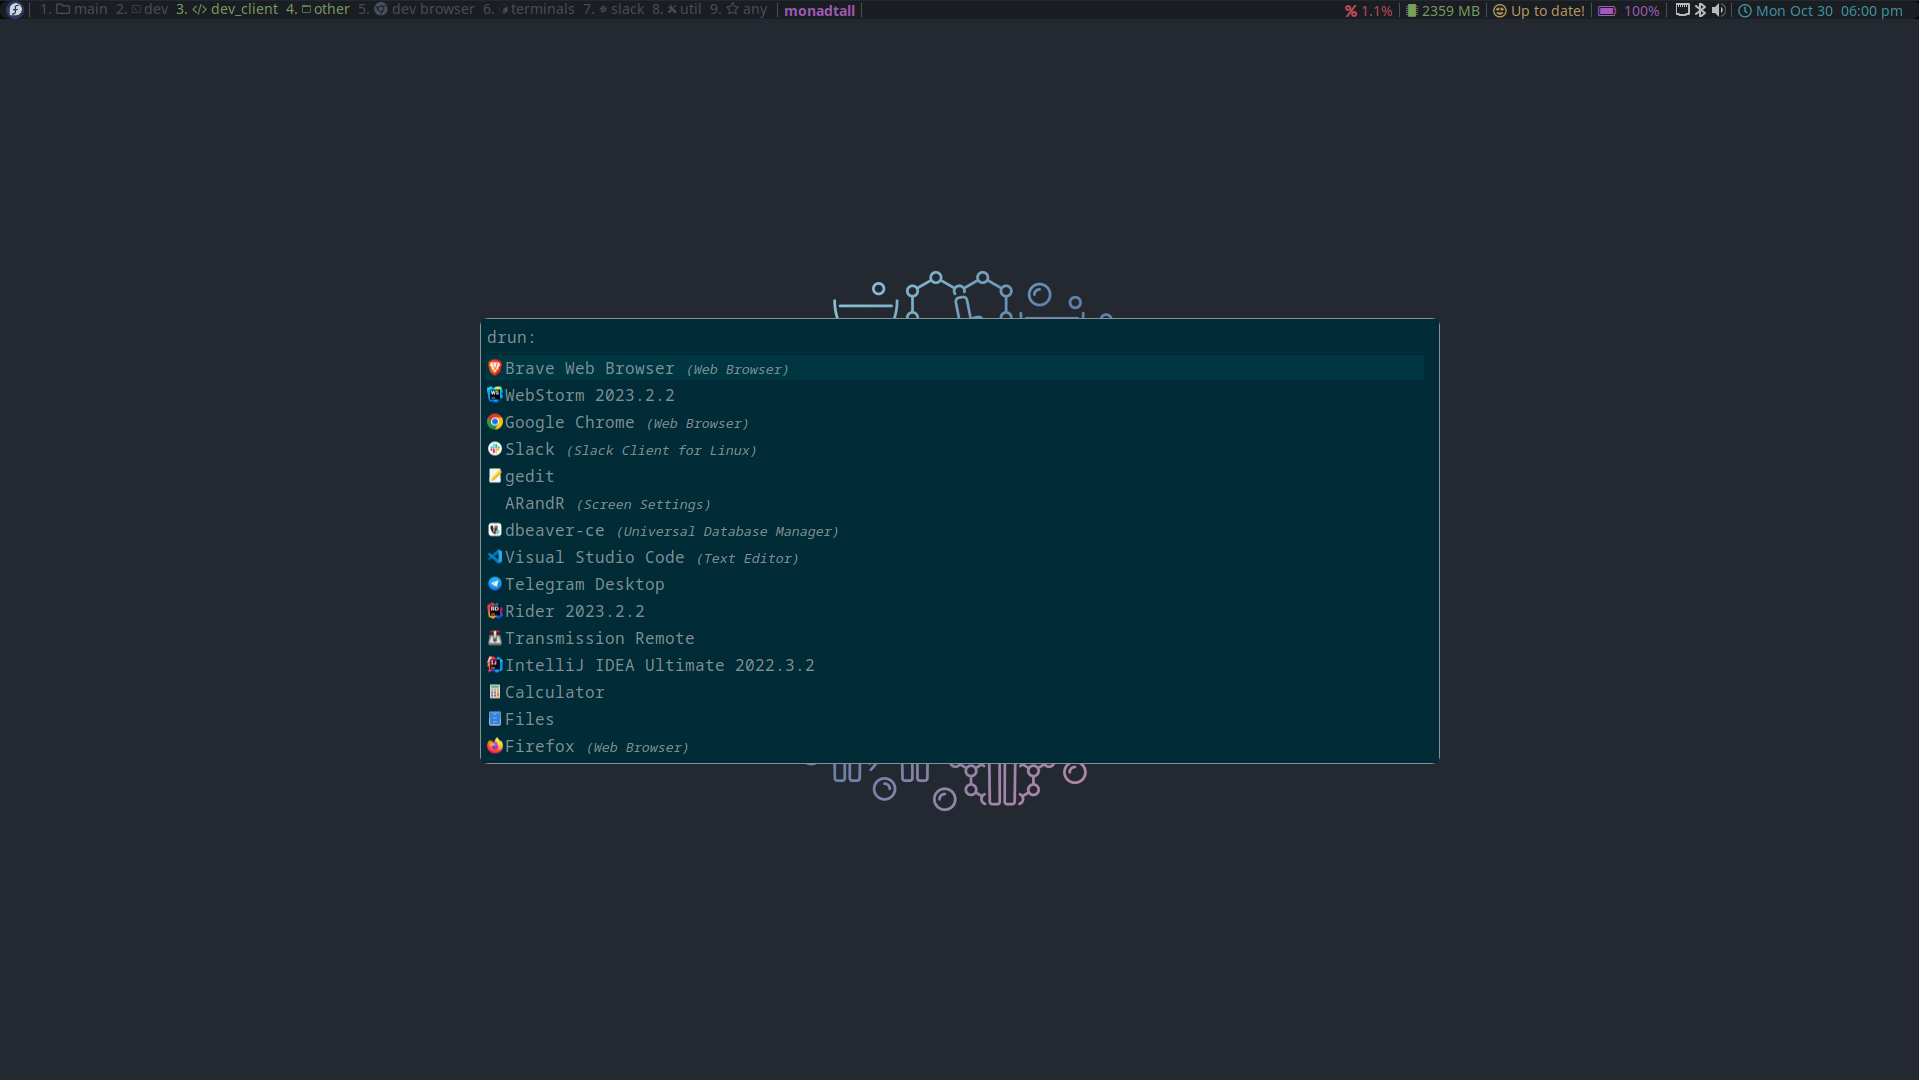 1. main 2. dev 3. </> dev_client 4. other 5. dev browser 6. terminals 7. slack 8. util 9. any | monadtall | % 1.1% | 2359 MB | Up to date! | 100% | Mon Oct 30 06:00 pm
drun:
Brave Web Browser (Web Browser)
WebStorm 2023.2.2
Google Chrome (Web Browser)
Slack (Slack Client for Linux)
gedit
ARandR (Screen Settings)
dbeaver-ce (Universal Database Manager)
Visual Studio Code (Text Editor)
Telegram Desktop
Rider 2023.2.2
Transmission Remote
IntelliJ IDEA Ultimate 2022.3.2
Calculator
Files
Firefox (Web Browser)